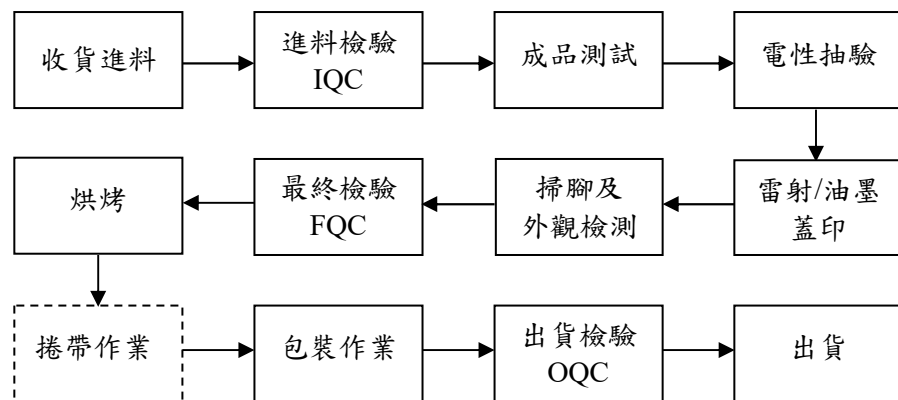 收貨進料
進料檢驗
IQC
成品測試
電性抽驗
雷射/油墨
蓋印
掃腳及
外觀檢測
最終檢驗
FQC
烘烤
捲帶作業
包裝作業
出貨檢驗
OQC
出貨